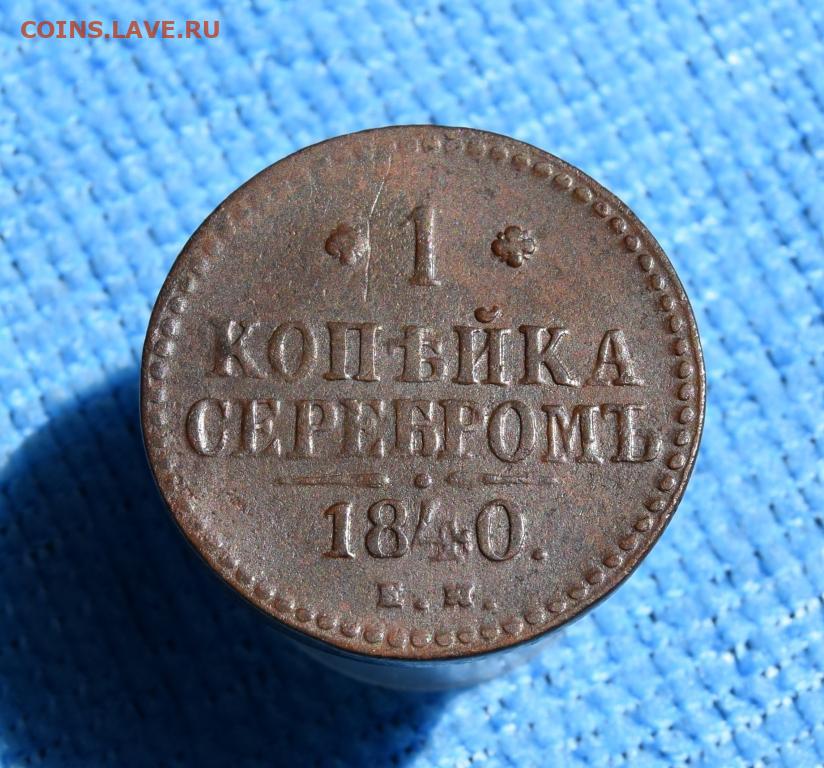 COINS.LAVE.RU
1
КОПѢЙКА
СЕРЕБРОМЪ
1840.
Е.М.